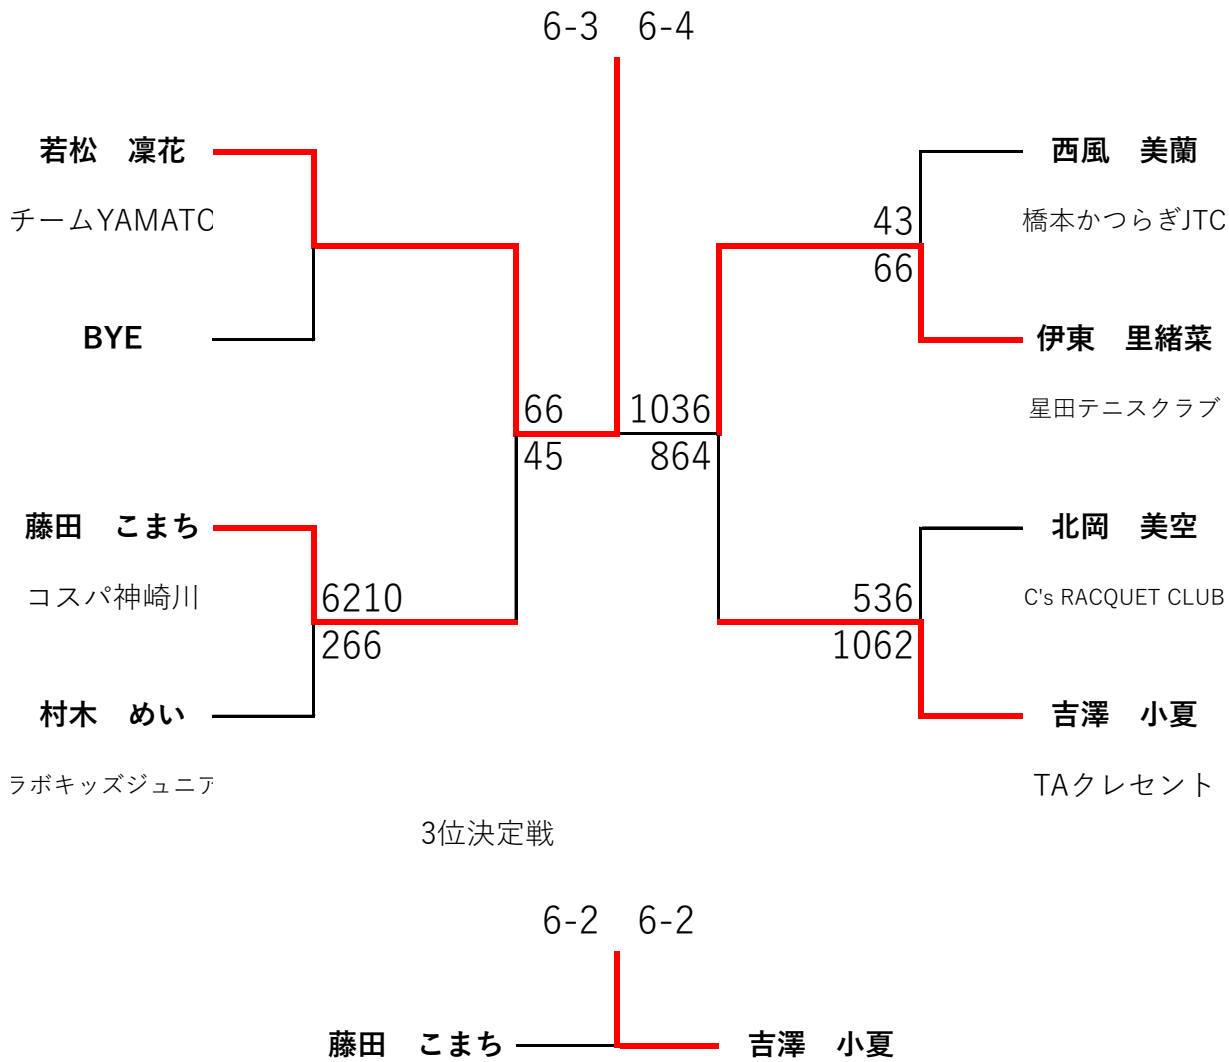 6-3 6-4
若松　凜花
チームYAMATO
BYE
66
45
藤田　こまち
コスパ神崎川
6210
266
村木　めい
ラボキッズジュニア
西風　美蘭
橋本かつらぎJTC
43
66
伊東　里緒菜
星田テニスクラブ
1036
864
北岡　美空
C's RACQUET CLUB
536
1062
吉澤　小夏
TAクレセント
3位決定戦
6-2 6-2
藤田　こまち
吉澤　小夏